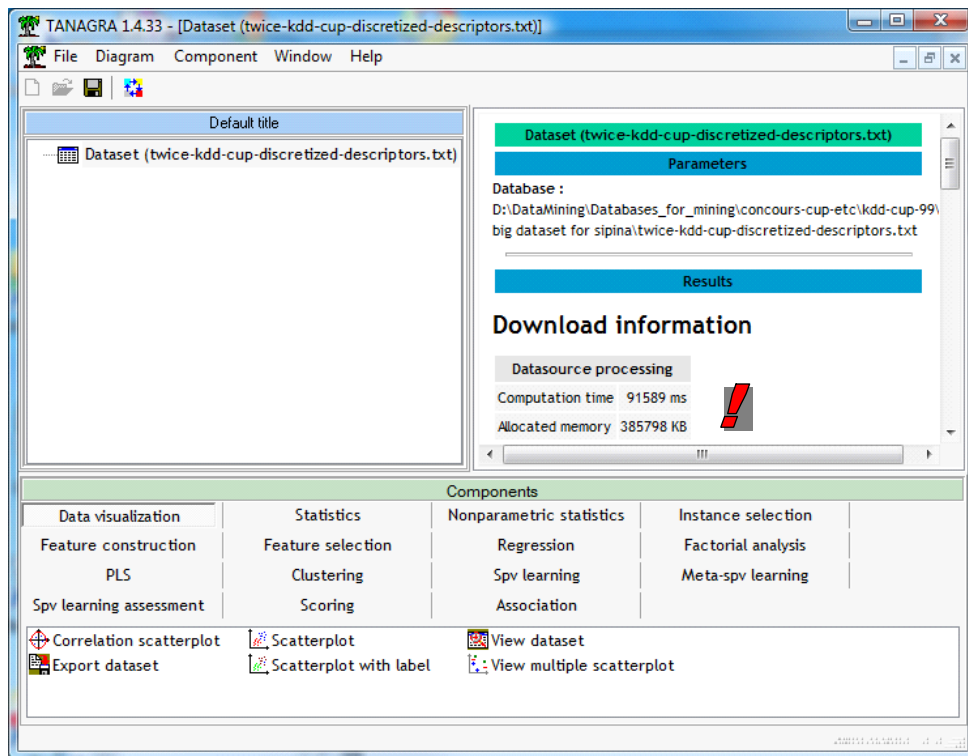 TANAGRA 1.4.33 - [Dataset (twice-kdd-cup-discretized-descriptors.txt)]
File Diagram Component Window Help
Default title
Dataset (twice-kdd-cup-discretized-descriptors.txt)
Dataset (twice-kdd-cup-discretized-descriptors.txt)
Parameters
Database :
D:\DataMining\Databases_for_mining\concours-cup-etc\kdd-cup-99\
big dataset for sipina\twice-kdd-cup-discretized-descriptors.txt
Results
Download information
Datasource processing
Computation time 91589 ms
Allocated memory 385798 KB
!
Components
Data visualization Statistics Nonparametric statistics Instance selection
Feature construction Feature selection Regression Factorial analysis
PLS Clustering Spv learning Meta-spv learning
Spv learning assessment Scoring Association
Correlation scatterplot Scatterplot View dataset
Export dataset Scatterplot with label View multiple scatterplot